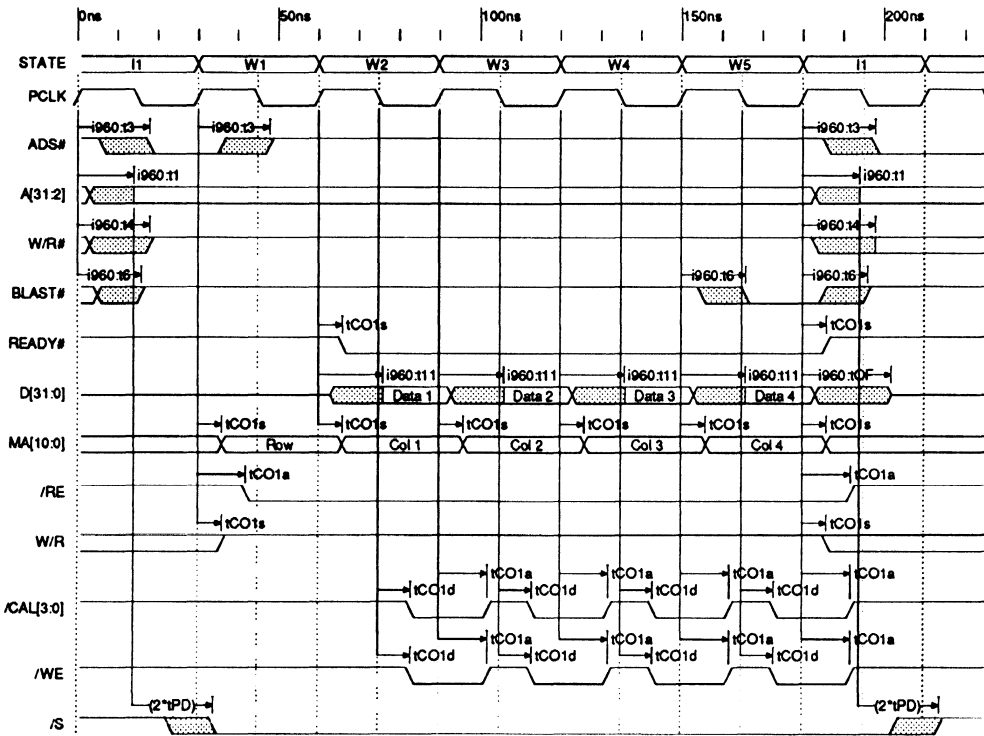 0ns 50ns 100ns 150ns 200ns
STATE I1 W1 W2 W3 W4 W5 I1
PCLK
ADS# i960:t3 i960:t3 i960:t3
A[31:2] i960:t1 i960:t1
W/R# i960:t4 i960:t4
BLAST# i960:t6 i960:t6 i960:t6
READY# tCO1s tCO1s
D[31:0] i960:t11 i960:t11 i960:t11 i960:t11 i960:tOF
Data 1 Data 2 Data 3 Data 4
MA[10:0] tCO1s tCO1s tCO1s tCO1s tCO1s tCO1s
Row Col 1 Col 2 Col 3 Col 4
/RE tCO1a tCO1a
W/R tCO1s tCO1s
tCO1a tCO1a tCO1a tCO1a
/CAL[3:0] tCO1d tCO1d tCO1d tCO1d
tCO1a tCO1a tCO1a tCO1a
/WE tCO1d tCO1d tCO1d tCO1d
/S (2*tPD) (2*tPD)